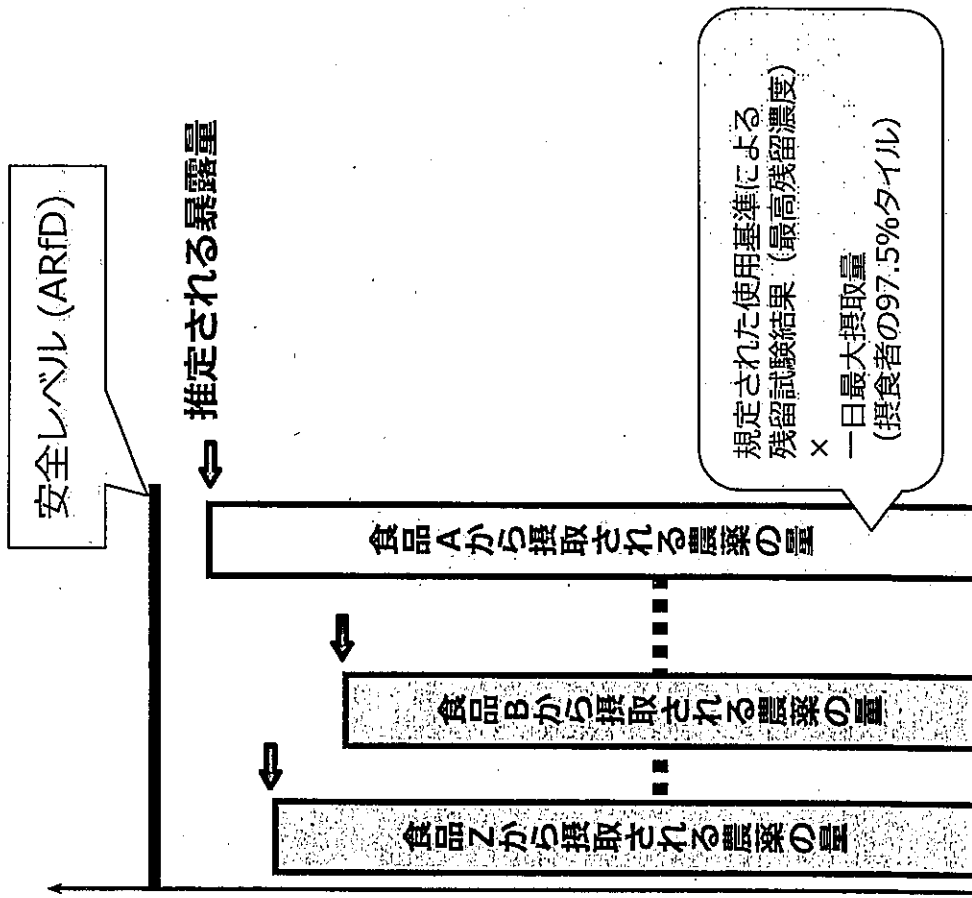 安全レベル (ARfD)
推定される暴露量
食品Aから摂取される農薬の量
食品Bから摂取される農薬の量
食品Zから摂取される農薬の量
規定された使用基準による
残留試験結果（最高残留濃度）
×
一日最大摂取量
(摂食者の97.5%タイル)